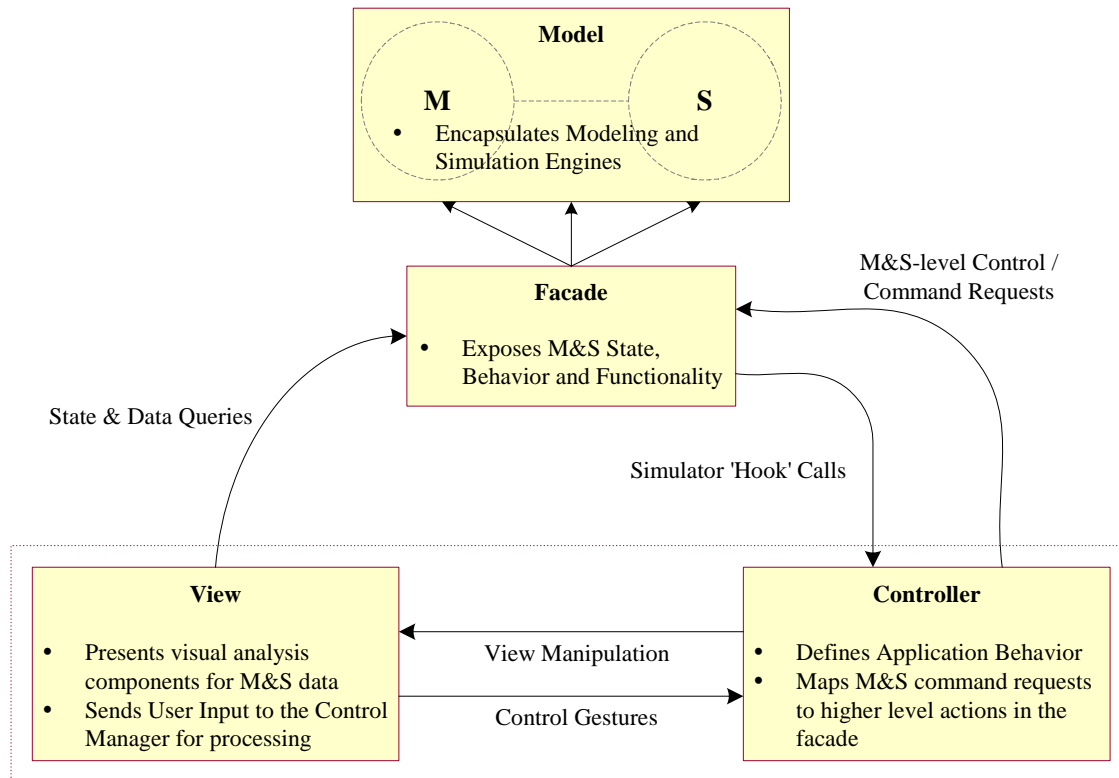 Model
M
S
• Encapsulates Modeling and
Simulation Engines
M&S-level Control /
Command Requests
Facade
• Exposes M&S State,
Behavior and Functionality
State & Data Queries
Simulator 'Hook' Calls
View
• Presents visual analysis
components for M&S data
• Sends User Input to the Control
Manager for processing
View Manipulation
Control Gestures
Controller
• Defines Application Behavior
• Maps M&S command requests
to higher level actions in the
facade